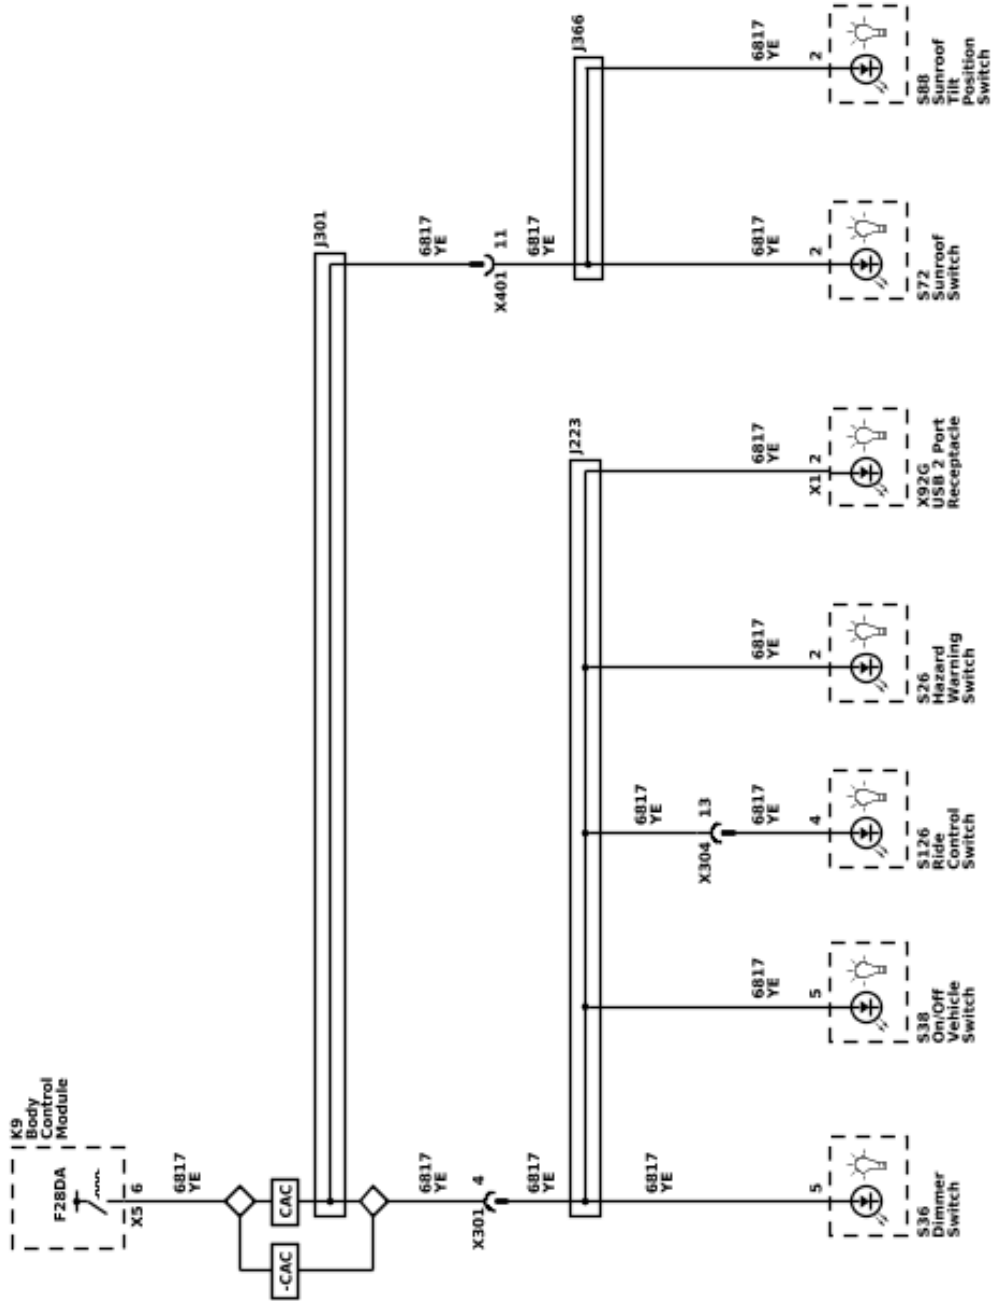 K9
Body
Control
Module
F28DA
X5 6
6817
YE
CAC
-CAC
J301
6817
YE
X301 4
6817
YE
6817
YE
X401 11
6817
YE
J223
J366
6817
YE
6817
YE
6817
YE
X304 13
6817
YE
6817
YE
6817
YE
6817
YE
6817
YE
5
5
4
2
X1 2
2
2
S36
Dimmer
Switch
S38
On/Off
Vehicle
Switch
S126
Ride
Control
Switch
S26
Hazard
Warning
Switch
X92G
USB 2 Port
Receptacle
S72
Sunroof
Switch
S88
Sunroof
Tilt
Position
Switch